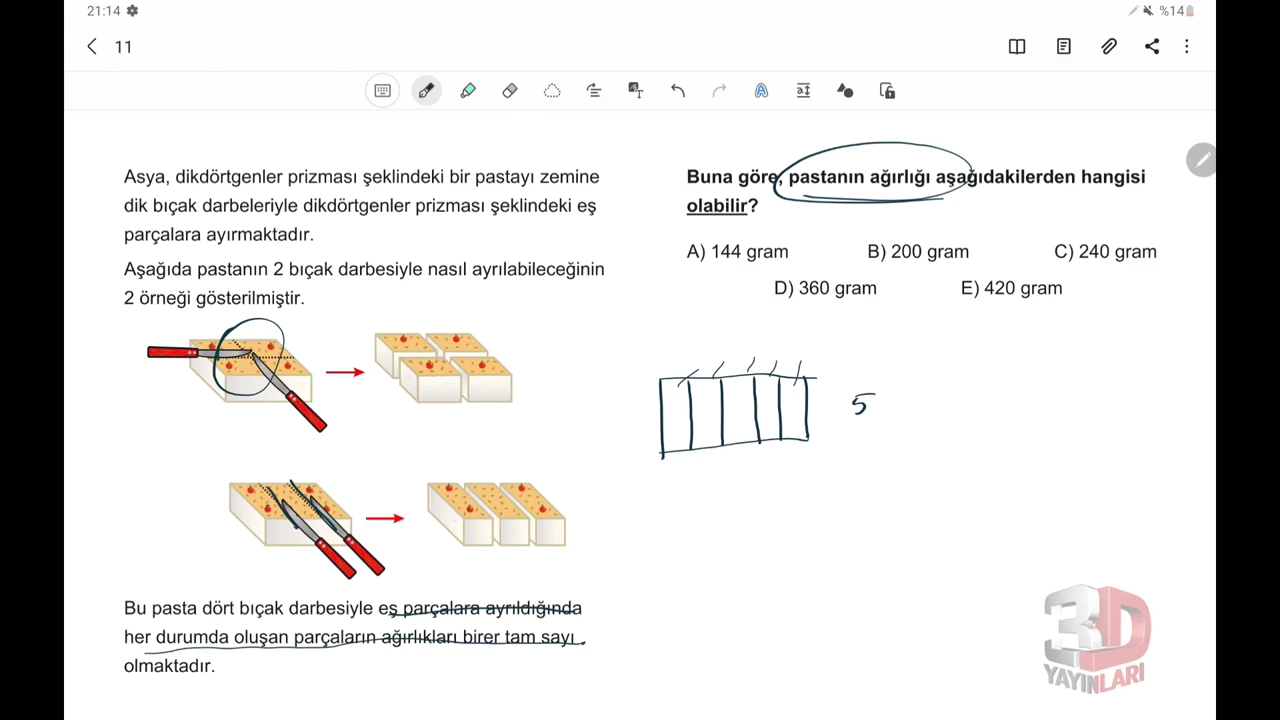 21:14
%14
11
Asya, dikdörtgenler prizması şeklindeki bir pastayı zemine
dik bıçak darbeleriyle dikdörtgenler prizması şeklindeki eş
parçalara ayırmaktadır.
Aşağıda pastanın 2 bıçak darbesiyle nasıl ayrılabileceğinin
2 örneği gösterilmiştir.
Bu pasta dört bıçak darbesiyle eş parçalara ayrıldığında
her durumda oluşan parçaların ağırlıkları birer tam sayı
olmaktadır.
Buna göre, pastanın ağırlığı aşağıdakilerden hangisi
olabilir?
A) 144 gram B) 200 gram C) 240 gram
D) 360 gram E) 420 gram
5
3D
YAYINLARI